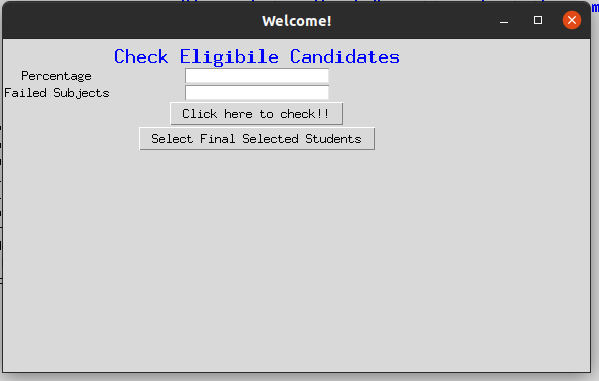 Welcome!
Check Eligibile Candidates
Percentage
Failed Subjects
Click here to check!!
Select Final Selected Students